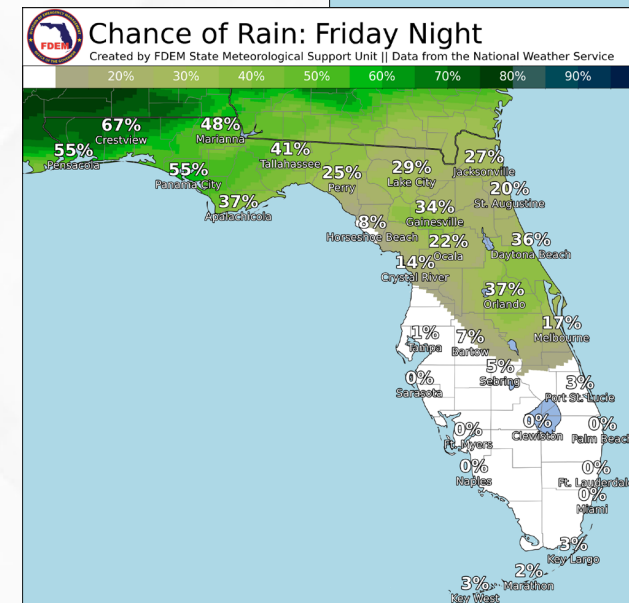 Chance of Rain: Friday Night
FDEM
Created by FDEM State Meteorological Support Unit || Data from the National Weather Service
20% 30% 40% 50% 60% 70% 80% 90%
67%
Crestview
48%
Marianna
55%
Pensacola
41%
Tallahassee
55%
Panama City
25%
Perry
29%
Lake City
27%
Jacksonville
37%
Apalachicola
20%
St. Augustine
34%
Gainesville
8%
Horseshoe Beach
22%
Ocala
36%
Daytona Beach
14%
Crystal River
37%
Orlando
17%
Melbourne
1%
Tampa
7%
Bartow
5%
Sebring
0%
Sarasota
3%
Port St. Lucie
0%
Ft. Myers
0%
Clewiston
0%
Palm Beach
0%
Naples
0%
Ft. Lauderdale
0%
Miami
3%
Key Largo
2%
Marathon
3%
Key West